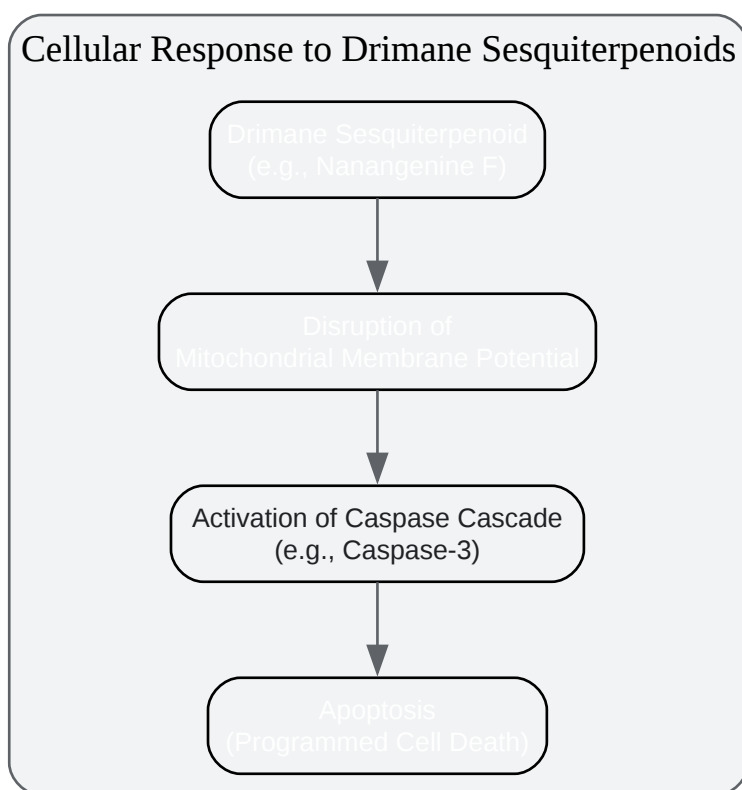 Cellular Response to Drimane Sesquiterpenoids
Drimane Sesquiterpenoid
(e.g., Nanangenine F)
Disruption of
Mitochondrial Membrane Potential
Activation of Caspase Cascade
(e.g., Caspase-3)
Apoptosis
(Programmed Cell Death)